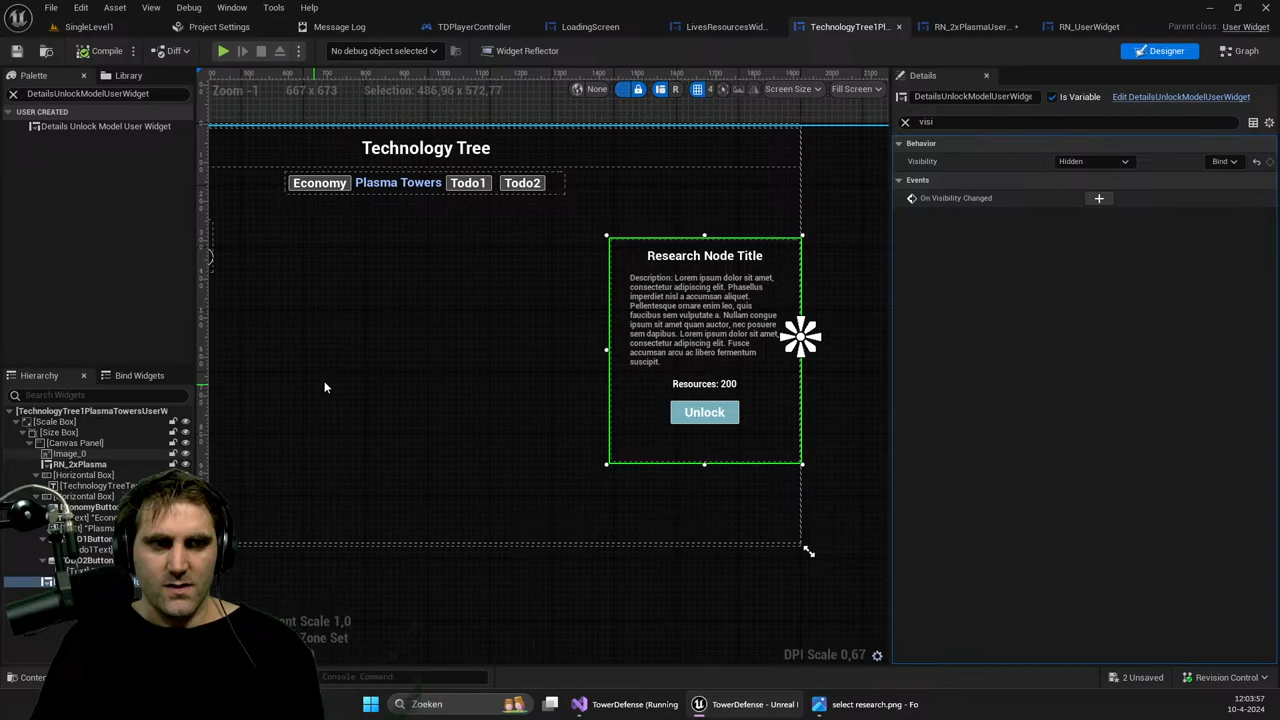 File Edit Asset View Debug Window Tools Help
SingleLevel1 Project Settings Message Log TDPlayerController LoadingScreen LivesResourcesWid... TechnologyTree1Pl... RN_2xPlasmaUser... RN_UserWidget Parent class: User Widget
Compile Diff No debug object selected Widget Reflector Designer Graph
Palette Library Details
Zoom -1 667 x 673 Selection: 486,96 x 572,77 None R 4 Screen Size Fill Screen
DetailsUnlockModelUserWidget
DetailsUnlockModelUserWidge Is Variable Edit DetailsUnlockModelUserWidget
USER CREATED
Details Unlock Model User Widget
visi
Behavior
Visibility Hidden Bind
Events
On Visibility Changed
Technology Tree
Economy Plasma Towers Todo1 Todo2
Research Node Title
Description: Lorem ipsum dolor sit amet,
consectetur adipiscing elit. Phasellus
imperdiet nisl a accumsan aliquet.
Pellentesque ornare enim leo, quis
faucibus sem vulputate a. Nullam congue
ipsum sit amet quam auctor, nec posuere
sem dapibus. Lorem ipsum dolor sit amet,
consectetur adipiscing elit. Fusce
accumsan arcu ac libero fermentum
suscipit.
Resources: 200
Unlock
Hierarchy Bind Widgets
Search Widgets
[TechnologyTree1PlasmaTowersUserW
[Scale Box]
[Size Box]
[Canvas Panel]
Image_0
RN_2xPlasma
[Horizontal Box]
[TechnologyTreeTe
[Horizontal Box]
EconomyButton
[Text] "Econo
"Plasma
Button
DPI Scale 0,67
Console Command
2 Unsaved Revision Control
Zoeken TowerDefense (Running TowerDefense - Unreal select research.png - Fo
12:03:57
10-4-2024